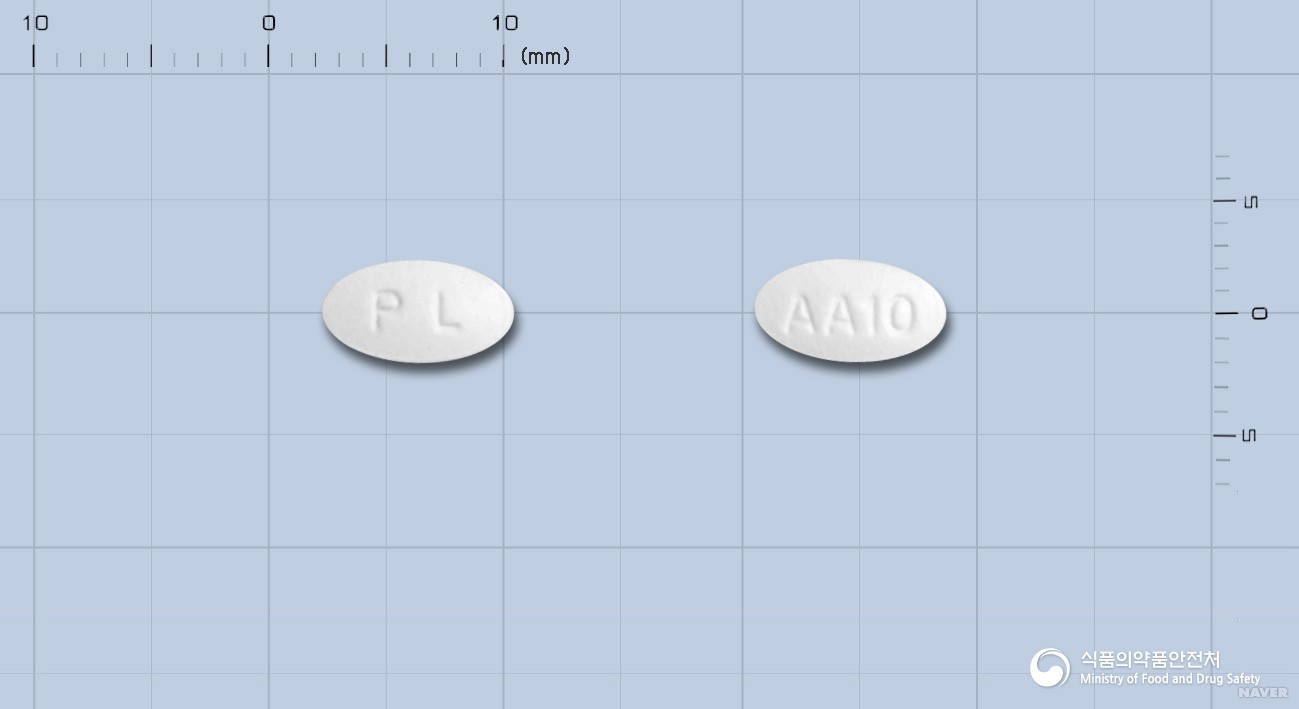 10 0 10
(mm)
5
0
5
P L
AA10
식품의약품안전처
Ministry of Food and Drug Safety
NAVER